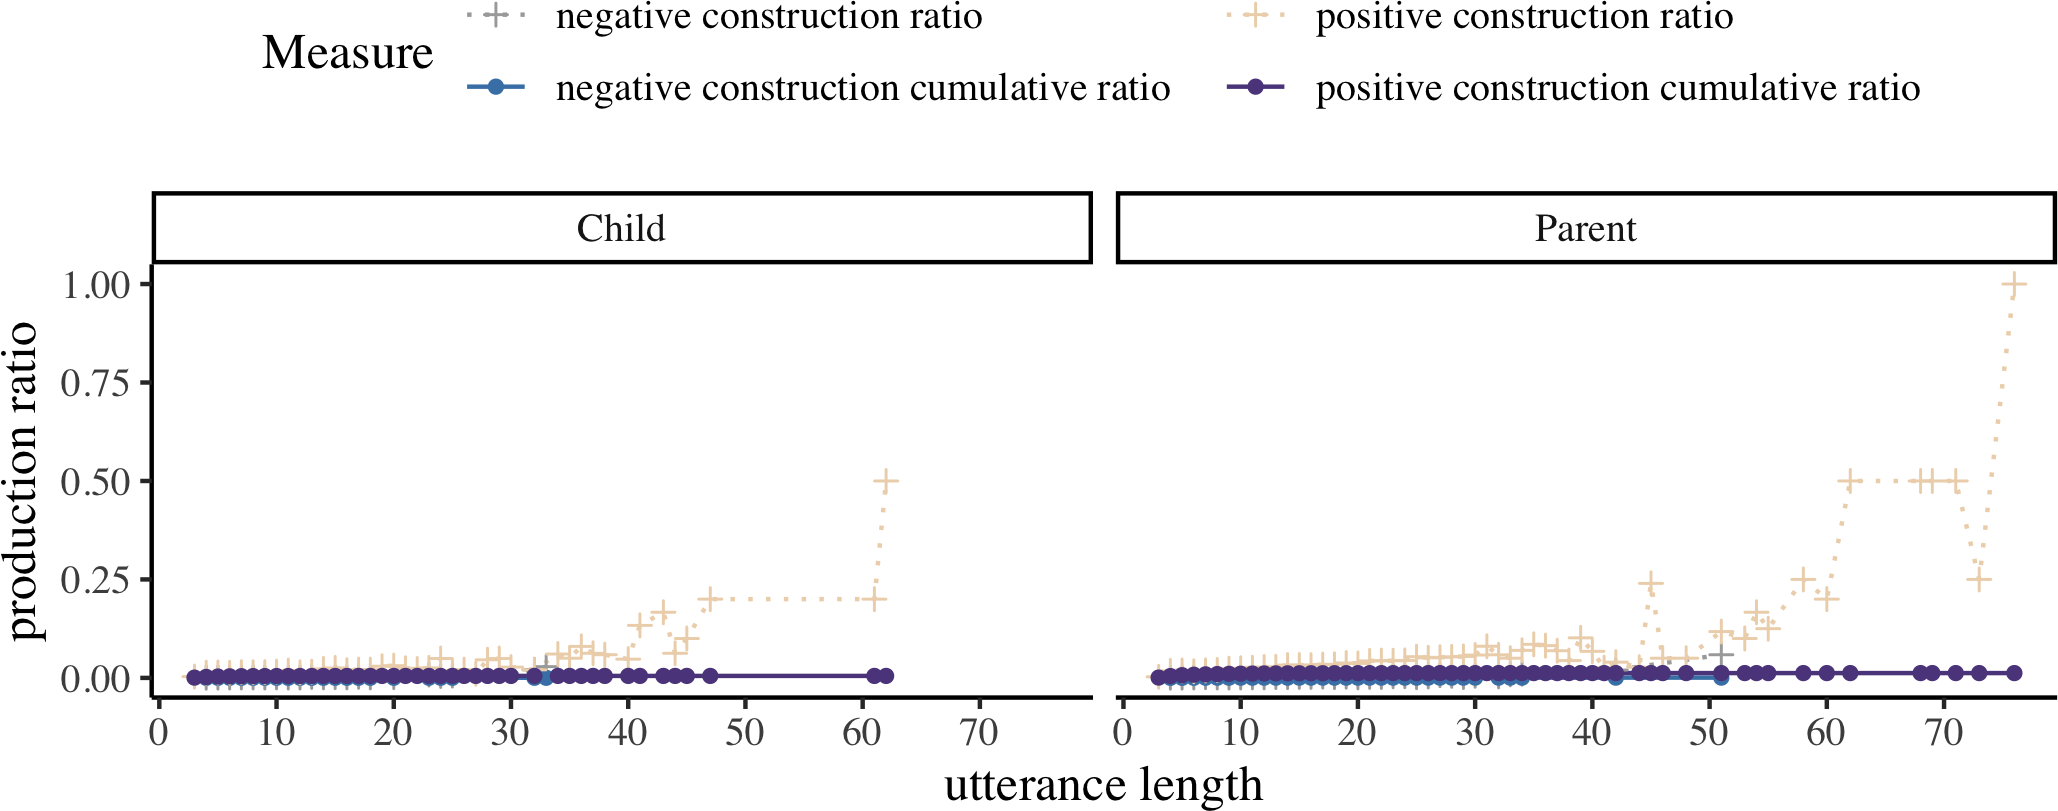 Measure
negative construction ratio
positive construction ratio
negative construction cumulative ratio
positive construction cumulative ratio
Child
Parent
production ratio
1.00
0.75
0.50
0.25
0.00
0 10 20 30 40 50 60 70
0 10 20 30 40 50 60 70
utterance length